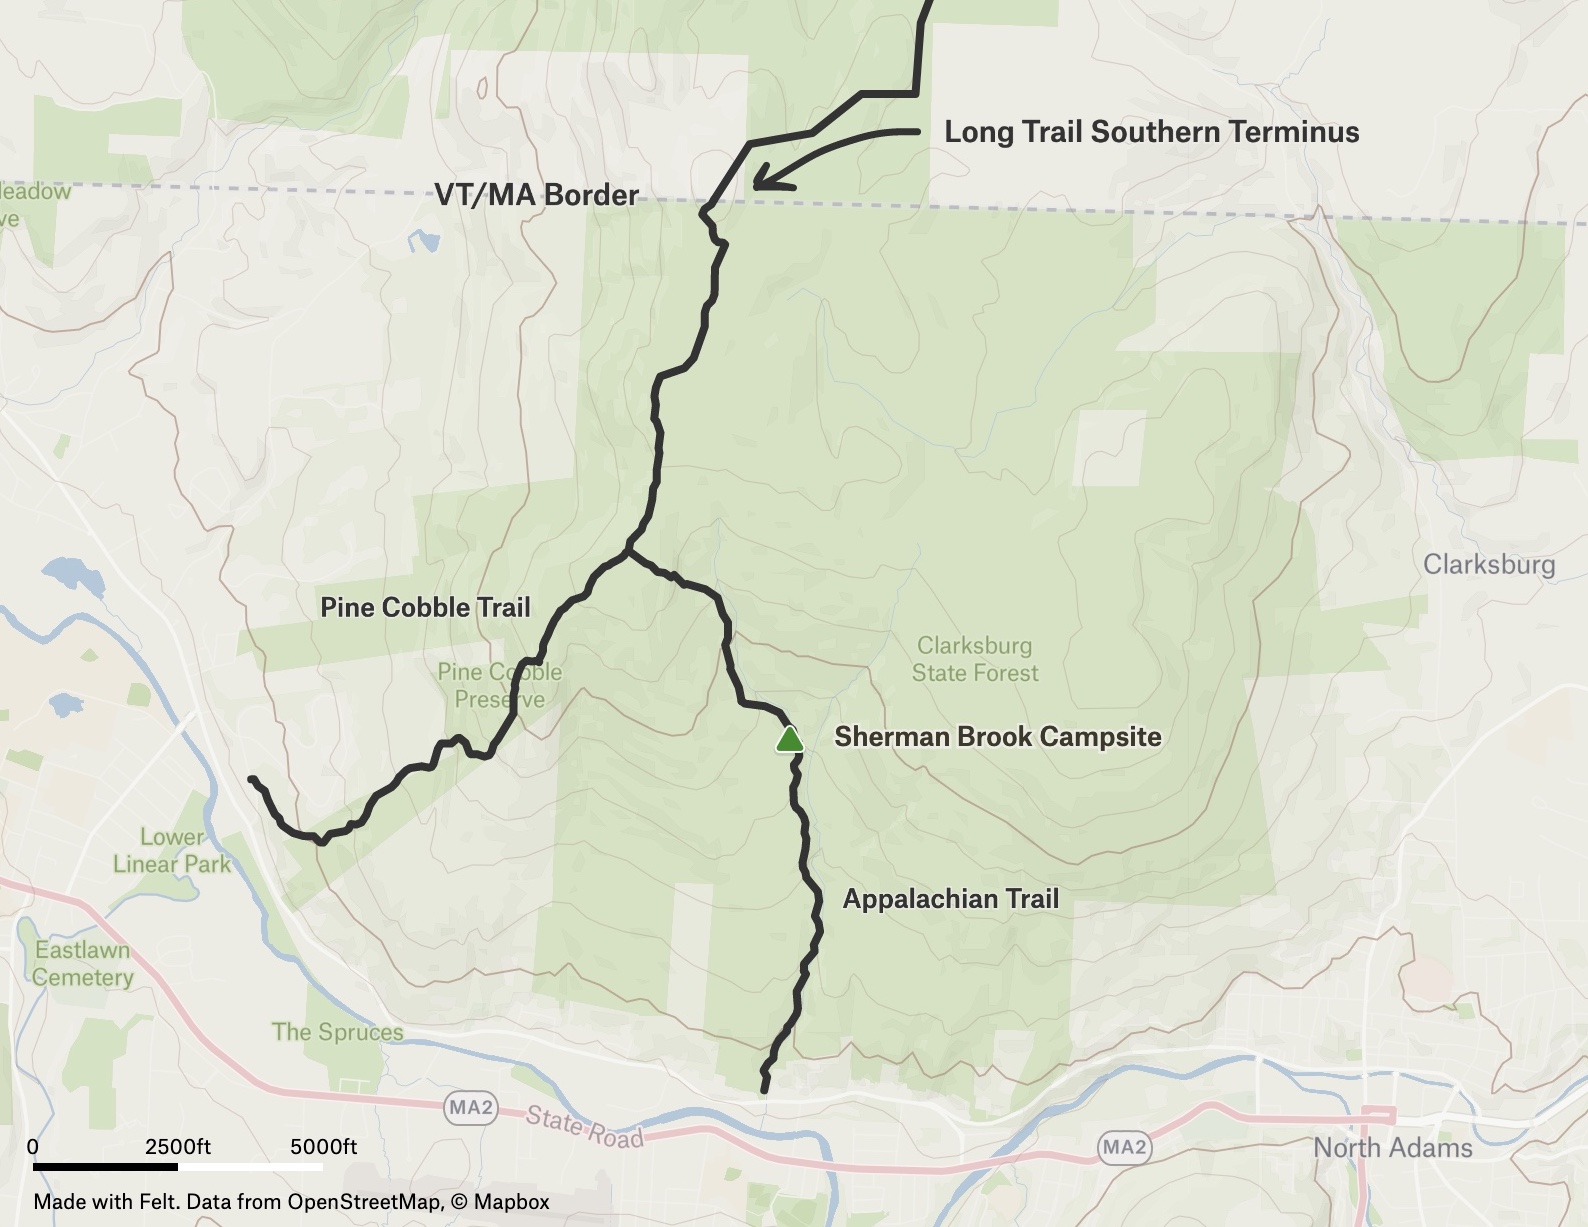 Long Trail Southern Terminus
eadow
ve
VT/MA Border
Clarksburg
Pine Cobble Trail
Clarksburg
State Forest
Pine Cobble
Preserve
Sherman Brook Campsite
Lower
Linear Park
Appalachian Trail
Eastlawn
Cemetery
The Spruces
MA2
State Road
MA2
North Adams
0 2500ft 5000ft
Made with Felt. Data from OpenStreetMap, © Mapbox